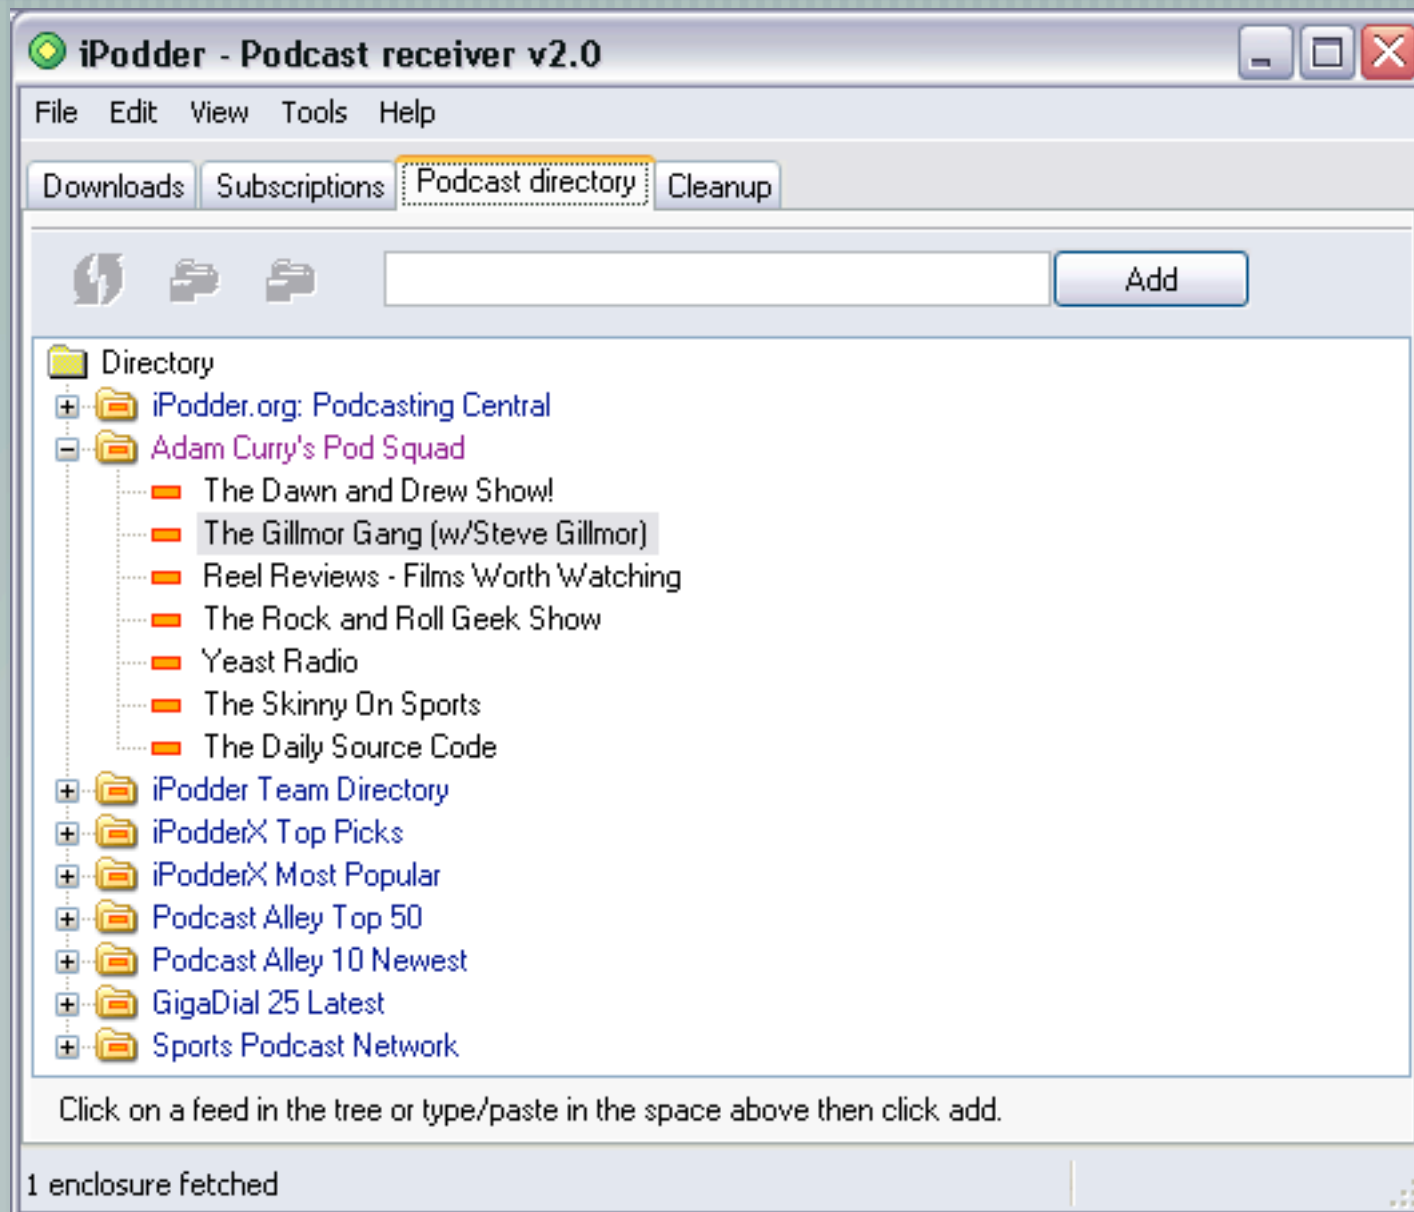 iPodder - Podcast receiver v2.0
File Edit View Tools Help
Downloads Subscriptions Podcast directory Cleanup
Add
Directory
iPodder.org: Podcasting Central
Adam Curry's Pod Squad
The Dawn and Drew Show!
The Gillmor Gang (w/Steve Gillmor)
Reel Reviews - Films Worth Watching
The Rock and Roll Geek Show
Yeast Radio
The Skinny On Sports
The Daily Source Code
iPodder Team Directory
iPodderX Top Picks
iPodderX Most Popular
Podcast Alley Top 50
Podcast Alley 10 Newest
GigaDial 25 Latest
Sports Podcast Network
Click on a feed in the tree or type/paste in the space above then click add.
1 enclosure fetched